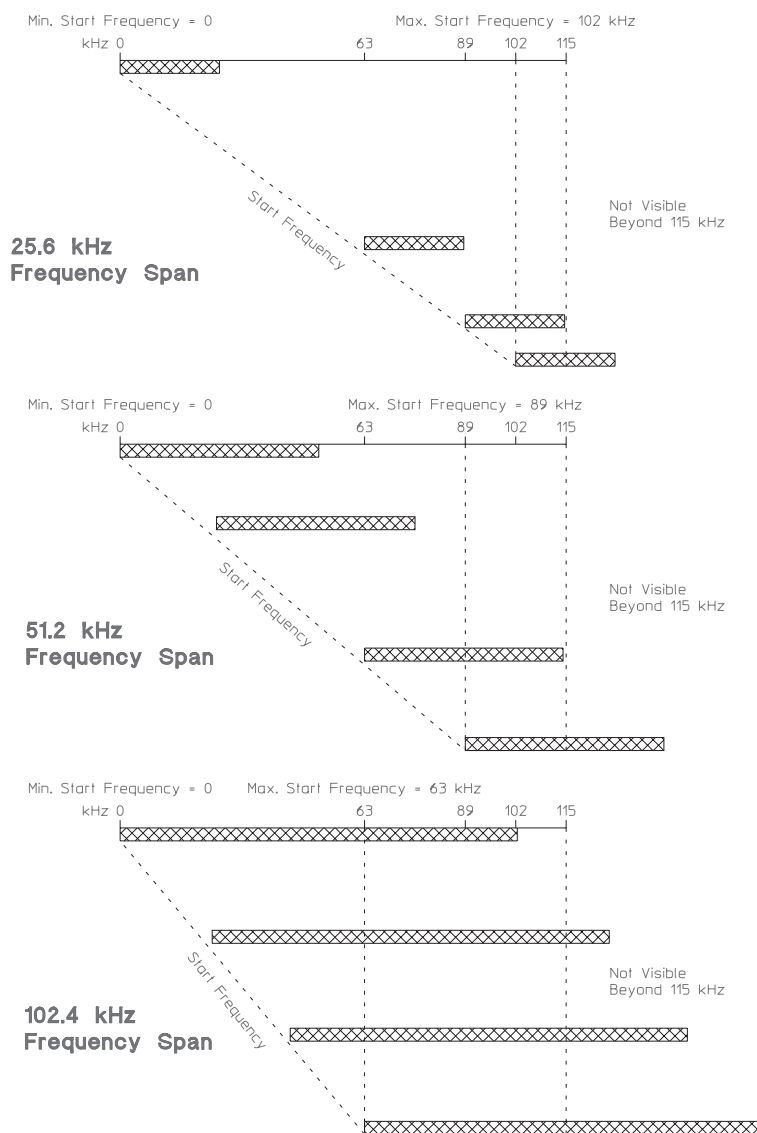 Min. Start Frequency = 0 Max. Start Frequency = 102 kHz
kHz 0 63 89 102 115
Start Frequency
Not Visible
Beyond 115 kHz
25.6 kHz
Frequency Span
Min. Start Frequency = 0 Max. Start Frequency = 89 kHz
kHz 0 63 89 102 115
Start Frequency
Not Visible
Beyond 115 kHz
51.2 kHz
Frequency Span
Min. Start Frequency = 0 Max. Start Frequency = 63 kHz
kHz 0 63 89 102 115
Start Frequency
Not Visible
Beyond 115 kHz
102.4 kHz
Frequency Span